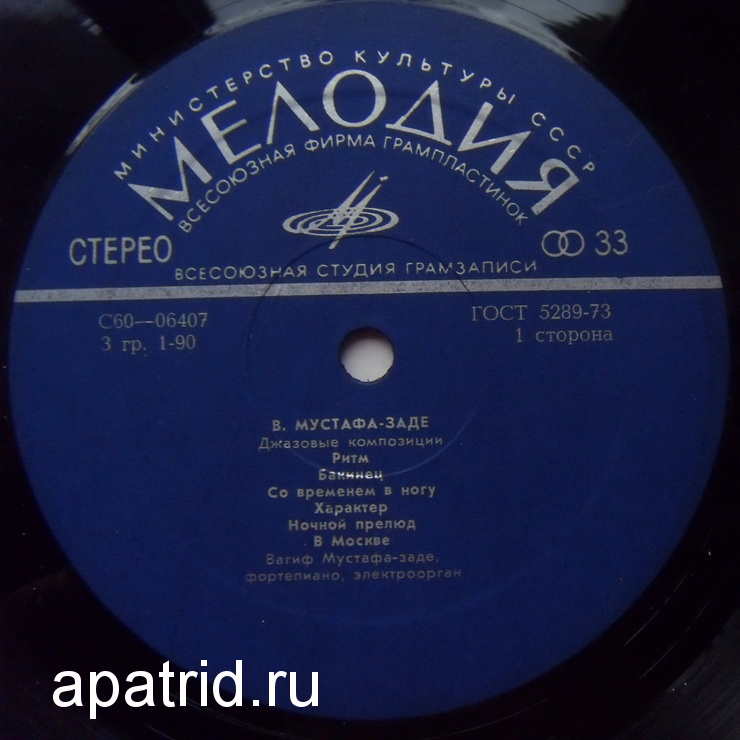 МИНИСТЕРСТВО КУЛЬТУРЫ СССР
МЕЛОДИЯ
ВСЕСОЮЗНАЯ ФИРМА ГРАМПЛАСТИНОК
СТЕРЕО
33
ВСЕСОЮЗНАЯ СТУДИЯ ГРАМЗАПИСИ
С60—06407
ГОСТ 5289-73
3 гр. 1-90
1 сторона
В. МУСТАФА-ЗАДЕ
Джазовые композиции
Ритм
Бакинец
Со временем в ногу
Характер
Ночной прелюд
В Москве
Вагиф Мустафа-заде,
фортепиано, электроорган
apatrid.ru